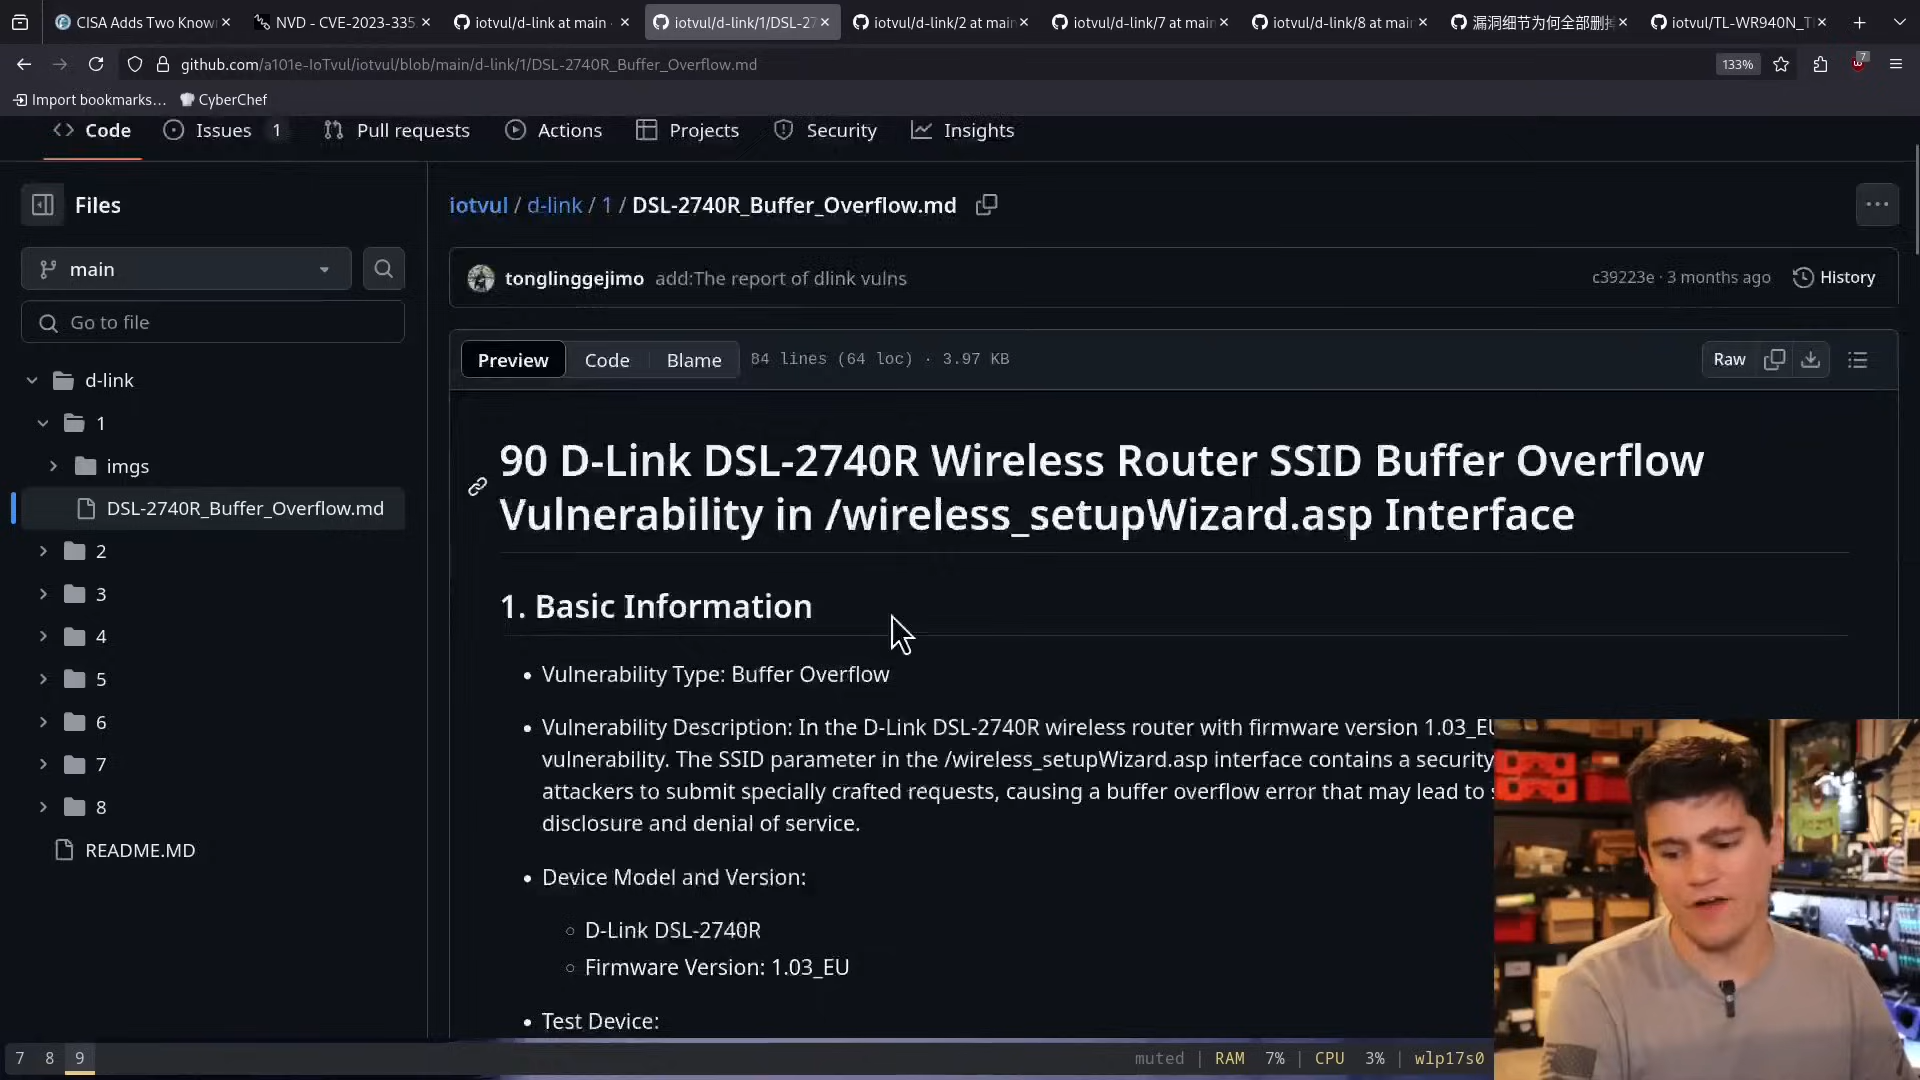 CISA Adds Two Know
NVD - CVE-2023-335
iotvul/d-link at main
iotvul/d-link/1/DSL-27
iotvul/d-link/2 at main
iotvul/d-link/7 at main
iotvul/d-link/8 at main
漏洞细节为何全部删
iotvul/TL-WR940N_T
github.com/a101e-IoTvul/iotvul/blob/main/d-link/1/DSL-2740R_Buffer_Overflow.md
133%
7
Import bookmarks...
CyberChef
Code
Issues 1
Pull requests
Actions
Projects
Security
Insights
Files
iotvul / d-link / 1 / DSL-2740R_Buffer_Overflow.md
main
tonglinggejimo add:The report of dlink vulns
c39223e · 3 months ago
History
Go to file
Preview
Code
Blame
84 lines (64 loc) · 3.97 KB
Raw
d-link
1
imgs
DSL-2740R_Buffer_Overflow.md
2
3
4
5
6
7
8
README.MD
90 D-Link DSL-2740R Wireless Router SSID Buffer Overflow
Vulnerability in /wireless_setupWizard.asp Interface
1. Basic Information
• Vulnerability Type: Buffer Overflow
• Vulnerability Description: In the D-Link DSL-2740R wireless router with firmware version 1.03_EU
vulnerability. The SSID parameter in the /wireless_setupWizard.asp interface contains a security
attackers to submit specially crafted requests, causing a buffer overflow error that may lead to
disclosure and denial of service.
• Device Model and Version:
○ D-Link DSL-2740R
○ Firmware Version: 1.03_EU
• Test Device:
7 8 9
muted | RAM 7% | CPU 3% | wlp17s0